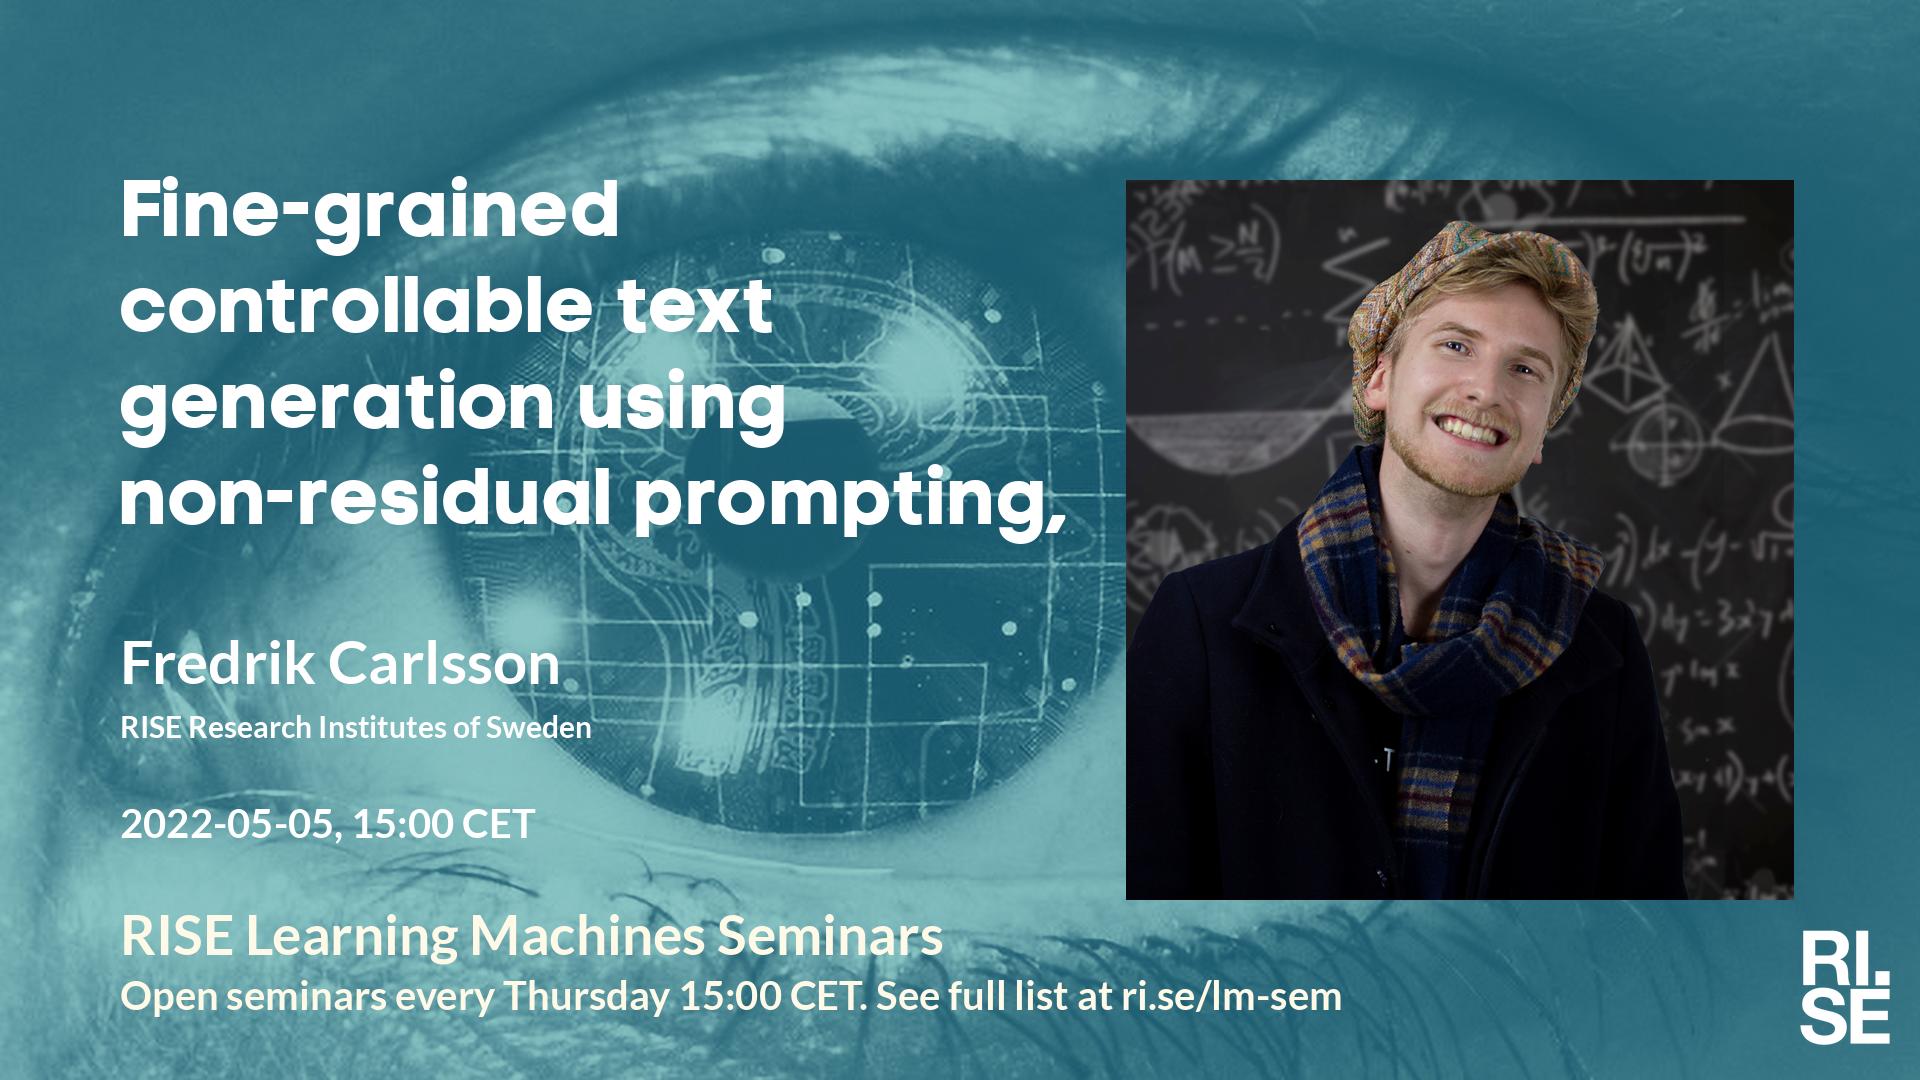 Fine-grained
controllable text
generation using
non-residual prompting,
Fredrik Carlsson
RISE Research Institutes of Sweden
2022-05-05, 15:00 CET
RISE Learning Machines Seminars
Open seminars every Thursday 15:00 CET. See full list at ri.se/lm-sem
RI.
SE